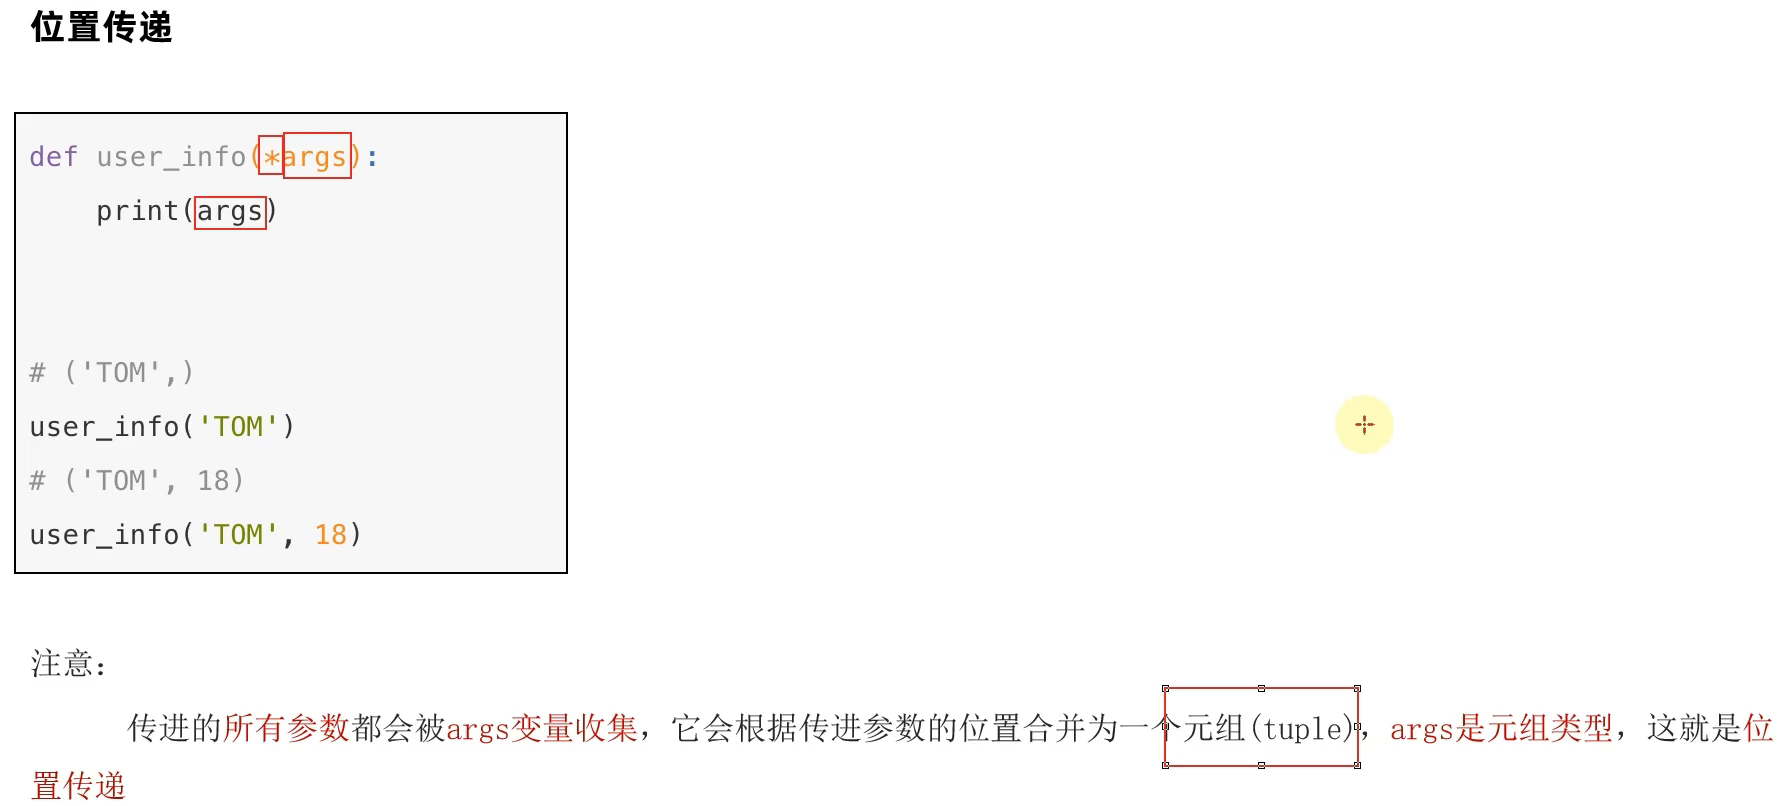 位置传递
def user_info(*args):
    print(args)
# ('TOM',)
user_info('TOM')
# ('TOM', 18)
user_info('TOM', 18)
注意：
传进的所有参数都会被args变量收集，它会根据传进参数的位置合并为一个元组(tuple)，args是元组类型，这就是位
置传递